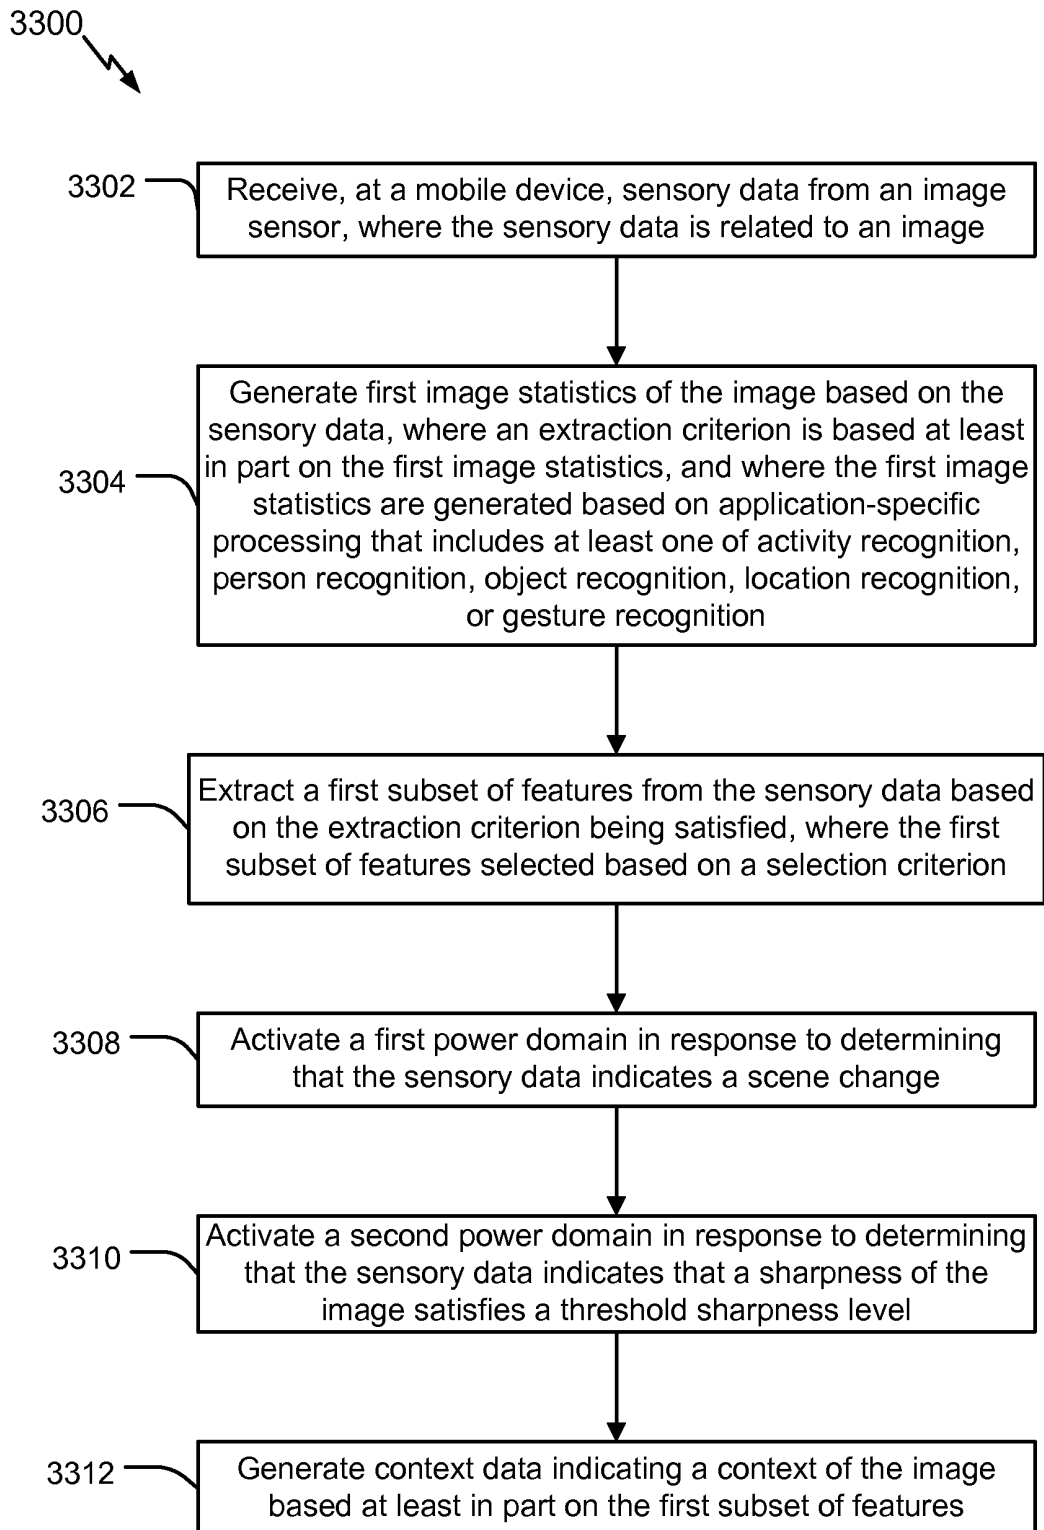 3300
3302
Receive, at a mobile device, sensory data from an image
sensor, where the sensory data is related to an image
3304
Generate first image statistics of the image based on the
sensory data, where an extraction criterion is based at least
in part on the first image statistics, and where the first image
statistics are generated based on application-specific
processing that includes at least one of activity recognition,
person recognition, object recognition, location recognition,
or gesture recognition
3306
Extract a first subset of features from the sensory data based
on the extraction criterion being satisfied, where the first
subset of features selected based on a selection criterion
3308
Activate a first power domain in response to determining
that the sensory data indicates a scene change
3310
Activate a second power domain in response to determining
that the sensory data indicates that a sharpness of the
image satisfies a threshold sharpness level
3312
Generate context data indicating a context of the image
based at least in part on the first subset of features